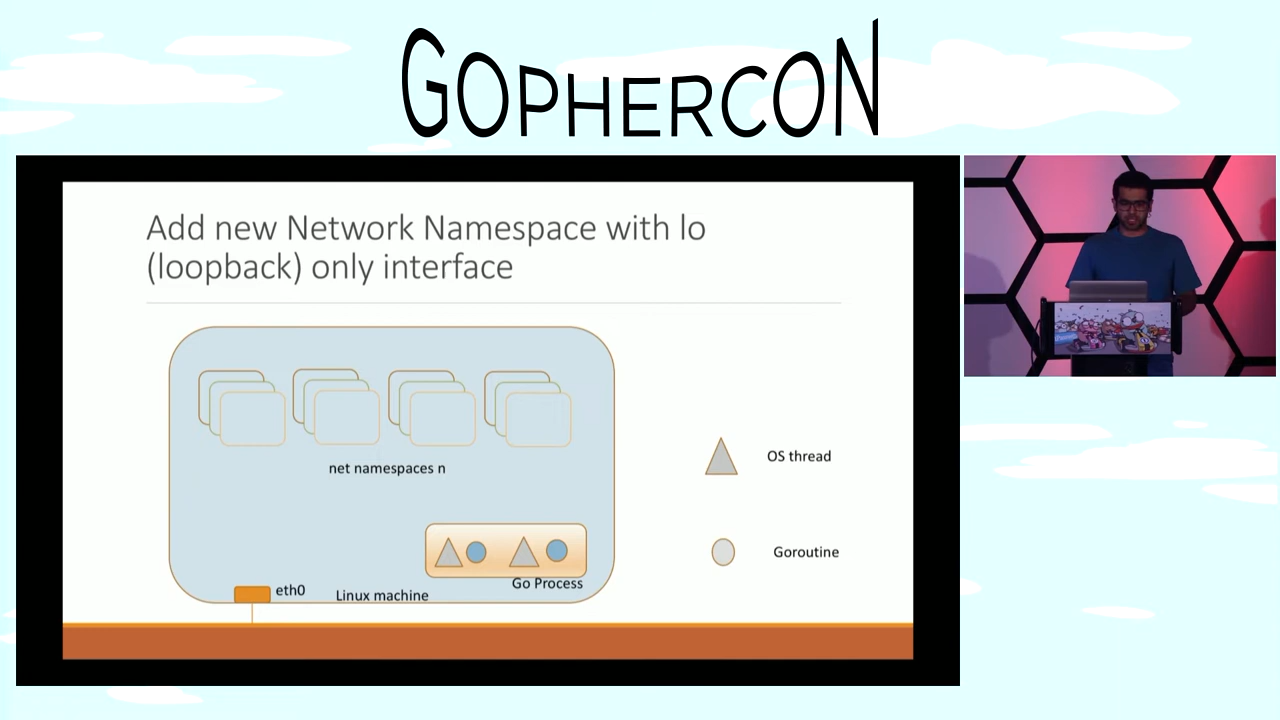 GOPHERCON
Add new Network Namespace with lo
(loopback) only interface
net namespaces n
OS thread
Goroutine
Go Process
eth0
Linux machine